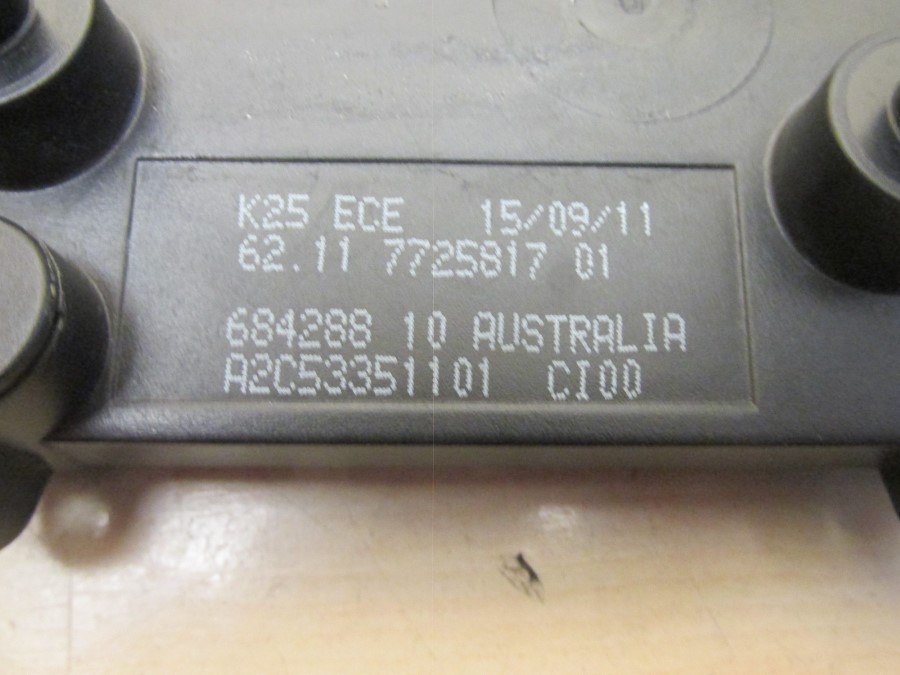 K25 ECE 15/09/11
62.11 7725817 01
684288 10 AUSTRALIA
A2C53351101 CI00